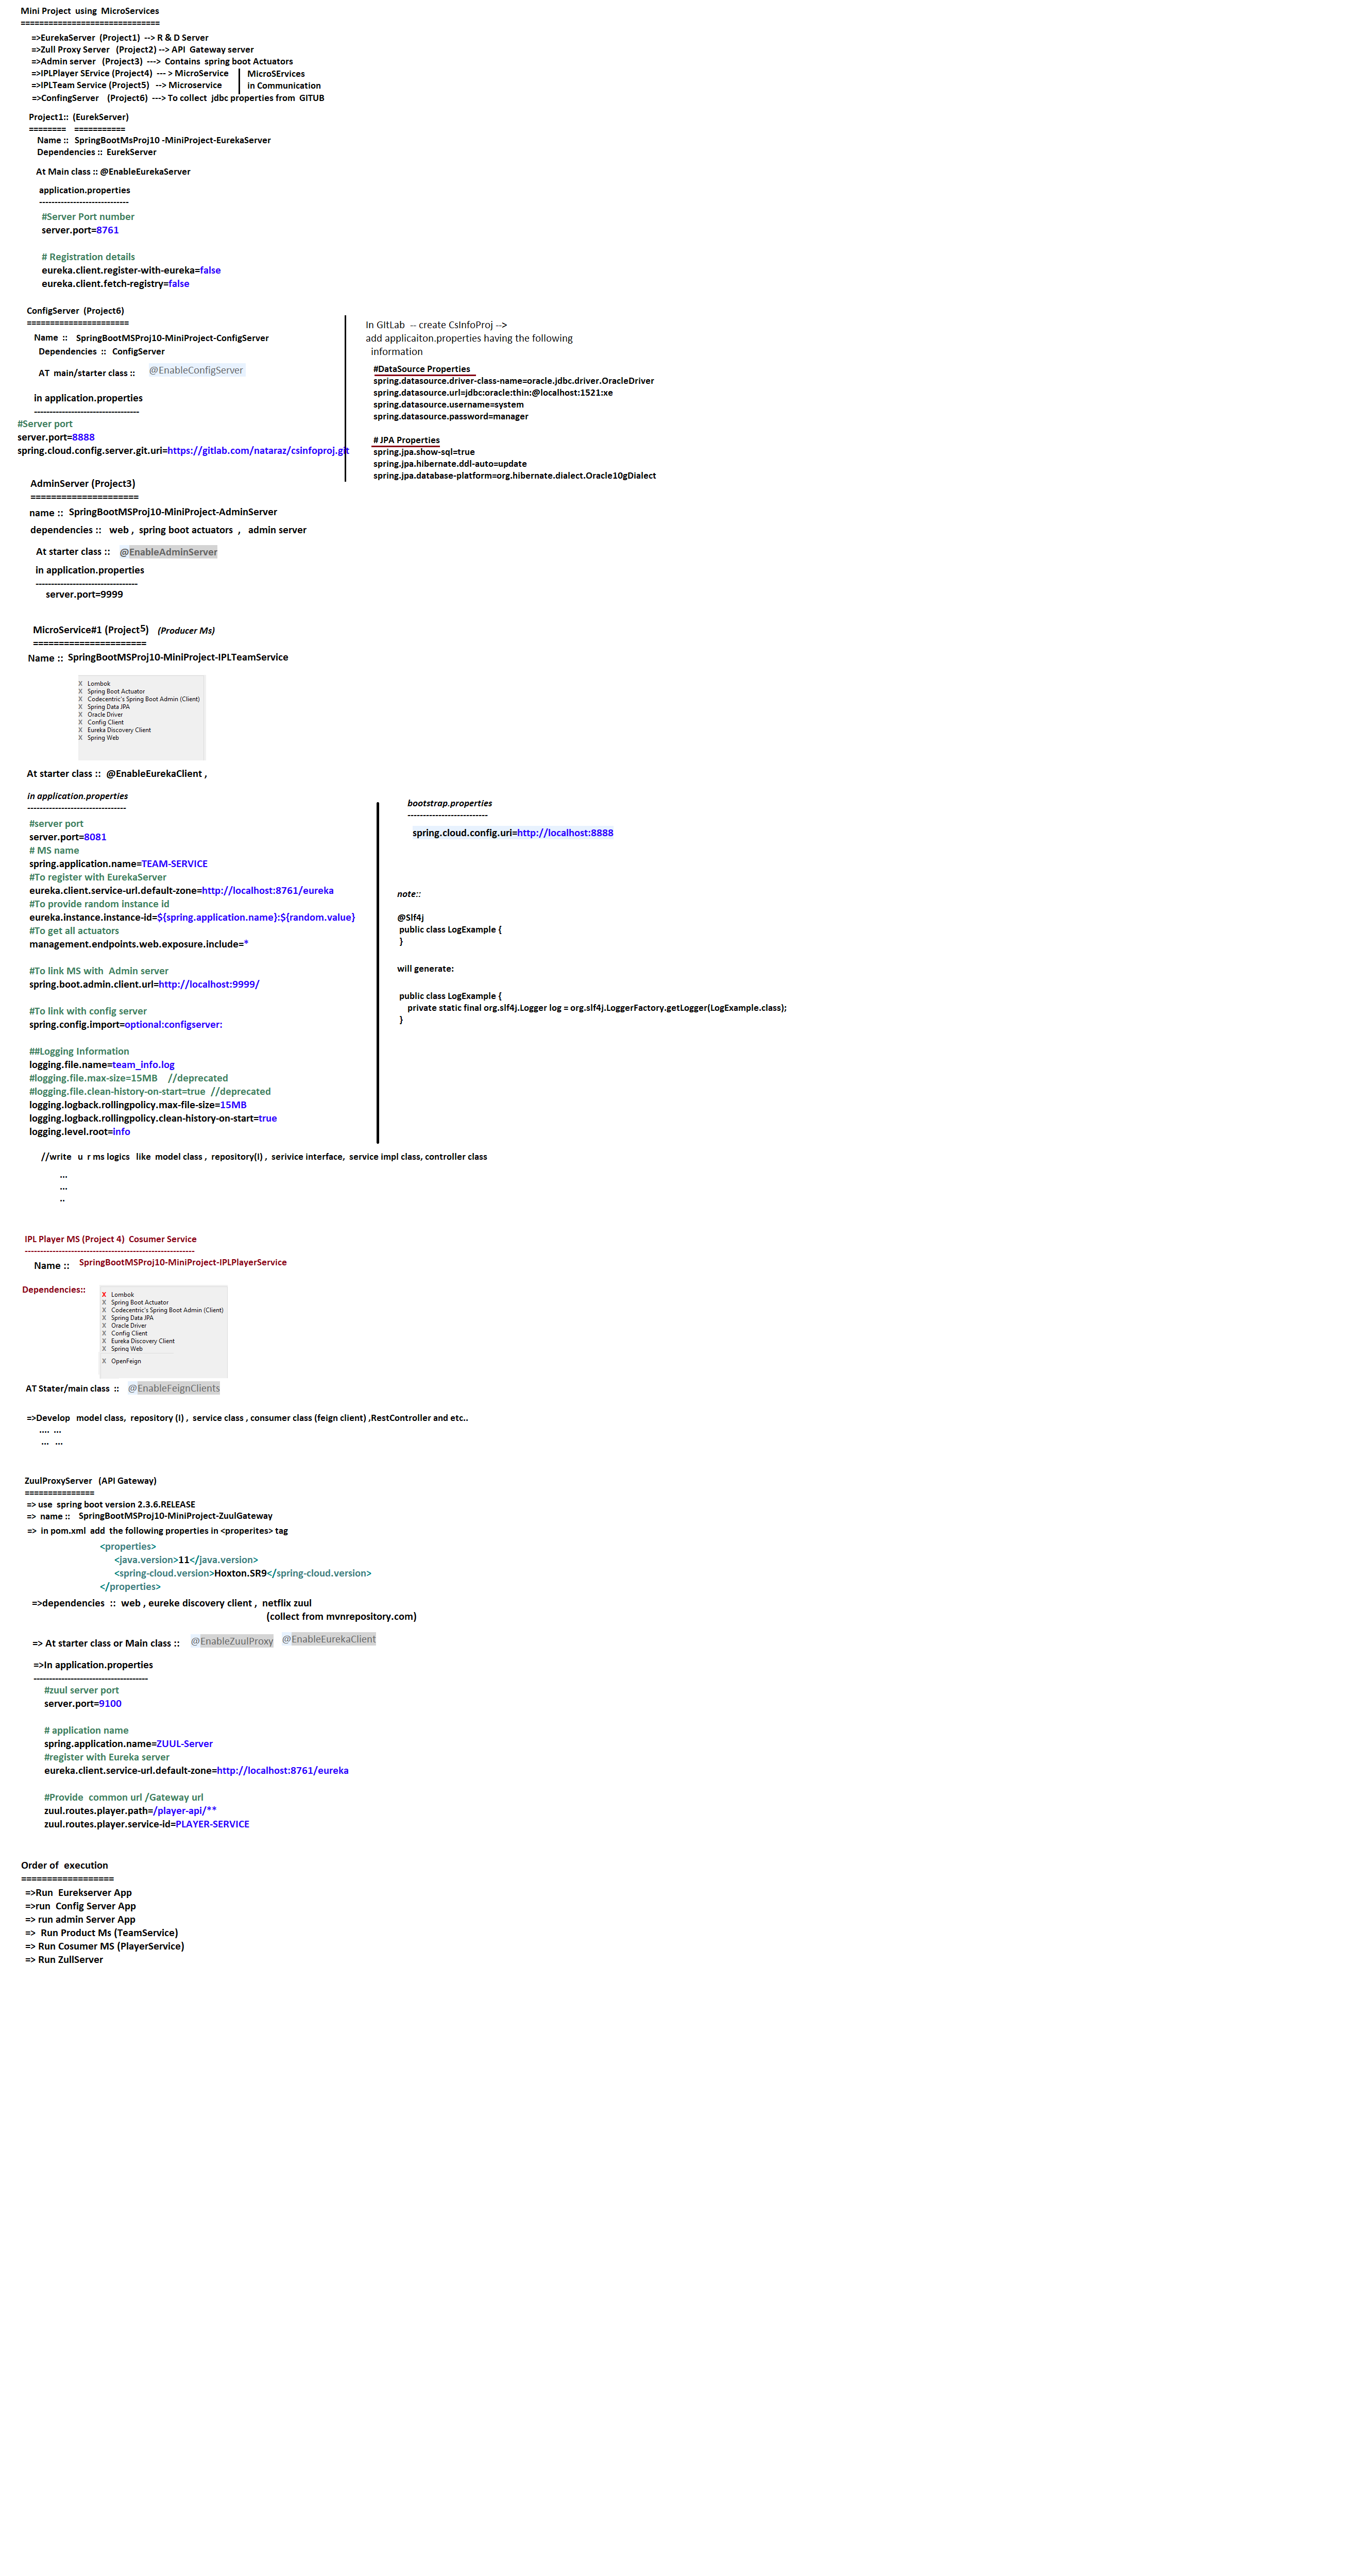 Mini Project using MicroServices
==============================
=>EurekaServer (Project1) --> R & D Server
=>Zull Proxy Server (Project2) --> API Gateway server
=>Admin server (Project3) ---> Contains spring boot Actuators
=>IPLPlayer SErvice (Project4) --- > MicroService
=>IPLTeam Service (Project5) --> Microservice
MicroSErvices
in Communication
=>ConfingServer (Project6) ---> To collect jdbc properties from GITUB
Project1:: (EurekServer)
======== ===========
Name :: SpringBootMsProj10 -MiniProject-EurekaServer
Dependencies :: EurekServer
At Main class :: @EnableEurekaServer
application.properties
-----------------------------
#Server Port number
server.port=8761
# Registration details
eureka.client.register-with-eureka=false
eureka.client.fetch-registry=false
ConfigServer (Project6)
======================
Name :: SpringBootMSProj10-MiniProject-ConfigServer
Dependencies :: ConfigServer
AT main/starter class :: @EnableConfigServer
in application.properties
----------------------------------
#Server port
server.port=8888
spring.cloud.config.server.git.uri=https://gitlab.com/nataraz/csinfoproj.git
In GItLab -- create CsInfoProj -->
add applicaiton.properties having the following
information
#DataSource Properties
spring.datasource.driver-class-name=oracle.jdbc.driver.OracleDriver
spring.datasource.url=jdbc:oracle:thin:@localhost:1521:xe
spring.datasource.username=system
spring.datasource.password=manager
# JPA Properties
spring.jpa.show-sql=true
spring.jpa.hibernate.ddl-auto=update
spring.jpa.database-platform=org.hibernate.dialect.Oracle10gDialect
AdminServer (Project3)
=====================
name :: SpringBootMSProj10-MiniProject-AdminServer
dependencies :: web , spring boot actuators , admin server
At starter class :: @EnableAdminServer
in application.properties
---------------------------------
server.port=9999
MicroService#1 (Project5) (Producer Ms)
======================
Name :: SpringBootMSProj10-MiniProject-IPLTeamService
X Lombok
X Spring Boot Actuator
X Codecentric's Spring Boot Admin (Client)
X Spring Data JPA
X Oracle Driver
X Config Client
X Eureka Discovery Client
X Spring Web
At starter class :: @EnableEurekaClient ,
in application.properties
--------------------------------
#server port
server.port=8081
# MS name
spring.application.name=TEAM-SERVICE
#To register with EurekaServer
eureka.client.service-url.default-zone=http://localhost:8761/eureka
#To provide random instance id
eureka.instance.instance-id=${spring.application.name}:${random.value}
#To get all actuators
management.endpoints.web.exposure.include=*
#To link MS with Admin server
spring.boot.admin.client.url=http://localhost:9999/
#To link with config server
spring.config.import=optional:configserver:
##Logging Information
logging.file.name=team_info.log
#logging.file.max-size=15MB //deprecated
#logging.file.clean-history-on-start=true //deprecated
logging.logback.rollingpolicy.max-file-size=15MB
logging.logback.rollingpolicy.clean-history-on-start=true
logging.level.root=info
bootstrap.properties
--------------------------
spring.cloud.config.uri=http://localhost:8888
note::
@Slf4j
public class LogExample {
}
will generate:
public class LogExample {
private static final org.slf4j.Logger log = org.slf4j.LoggerFactory.getLogger(LogExample.class);
}
//write u r ms logics like model class , repository(I) , serivice interface, service impl class, controller class
...
...
..
IPL Player MS (Project 4) Cosumer Service
-------------------------------------------------------
Name :: SpringBootMSProj10-MiniProject-IPLPlayerService
Dependencies::
X Lombok
X Spring Boot Actuator
X Codecentric's Spring Boot Admin (Client)
X Spring Data JPA
X Oracle Driver
X Config Client
X Eureka Discovery Client
X Spring Web
X OpenFeign
AT Stater/main class :: @EnableFeignClients
=>Develop model class, repository (I) , service class , consumer class (feign client) ,RestController and etc..
.... ...
... ...
ZuulProxyServer (API Gateway)
===============
=> use spring boot version 2.3.6.RELEASE
=> name :: SpringBootMSProj10-MiniProject-ZuulGateway
=> in pom.xml add the following properties in <properites> tag
<properties>
<java.version>11</java.version>
<spring-cloud.version>Hoxton.SR9</spring-cloud.version>
</properties>
=>dependencies :: web , eureke discovery client , netflix zuul
(collect from mvnrepository.com)
=> At starter class or Main class :: @EnableZuulProxy @EnableEurekaClient
=>In application.properties
-------------------------------------
#zuul server port
server.port=9100
# application name
spring.application.name=ZUUL-Server
#register with Eureka server
eureka.client.service-url.default-zone=http://localhost:8761/eureka
#Provide common url /Gateway url
zuul.routes.player.path=/player-api/**
zuul.routes.player.service-id=PLAYER-SERVICE
Order of execution
==================
=>Run Eurekserver App
=>run Config Server App
=> run admin Server App
=> Run Product Ms (TeamService)
=> Run Cosumer MS (PlayerService)
=> Run ZullServer